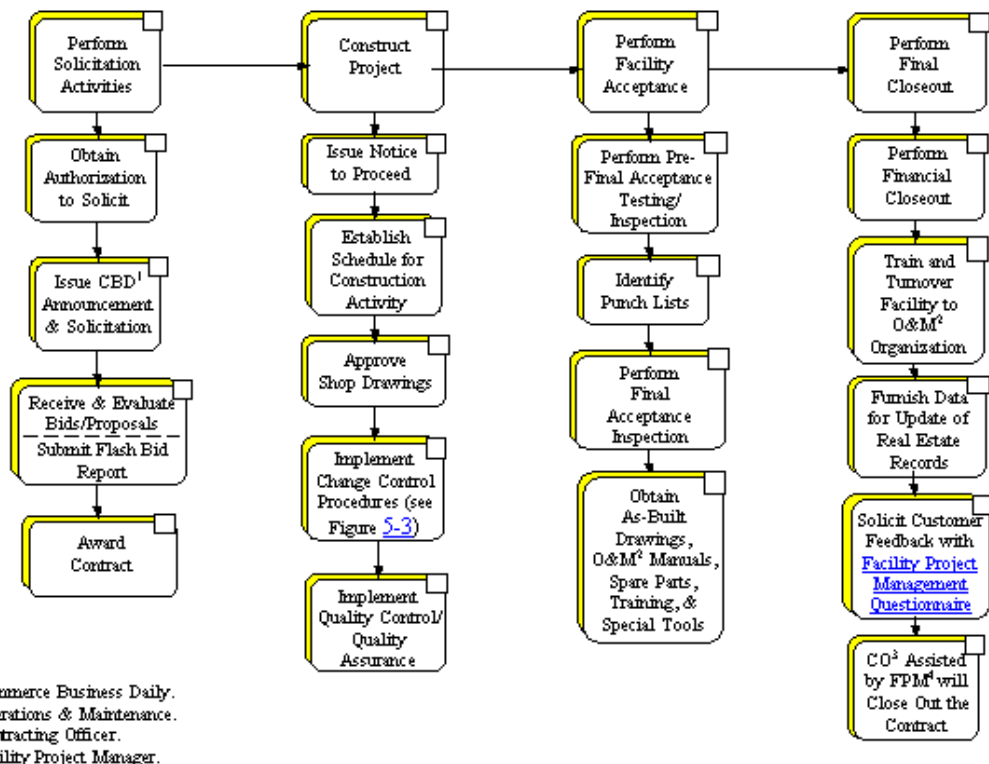 Perform
Solicitation
Activities
Obtain
Authorization
to Solicit
Issue CBD¹
Announcement
& Solicitation
Receive & Evaluate
Bids/Proposals
Submit Flash Bid
Report
Award
Contract
Construct
Project
Issue Notice
to Proceed
Establish
Schedule for
Construction
Activity
Approve
Shop Drawings
Implement
Change Control
Procedures (see
Figure 5-3)
Implement
Quality Control/
Quality
Assurance
Perform
Facility
Acceptance
Perform Pre-
Final Acceptance
Testing/
Inspection
Identify
Punch Lists
Perform
Final
Acceptance
Inspection
Obtain
As-Built
Drawings,
O&M² Manuals,
Spare Parts,
Training, &
Special Tools
Perform
Final
Closeout
Perform
Financial
Closeout
Train and
Turnover
Facility to
O&M²
Organization
Furnish Data
for Update of
Real Estate
Records
Solicit Customer
Feedback with
Facility Project
Management
Questionnaire
CO³ Assisted
by FPM⁴ will
Close Out the
Contract
mmerce Business Daily.
erations & Maintenance.
ntracting Officer.
cility Project Manager.